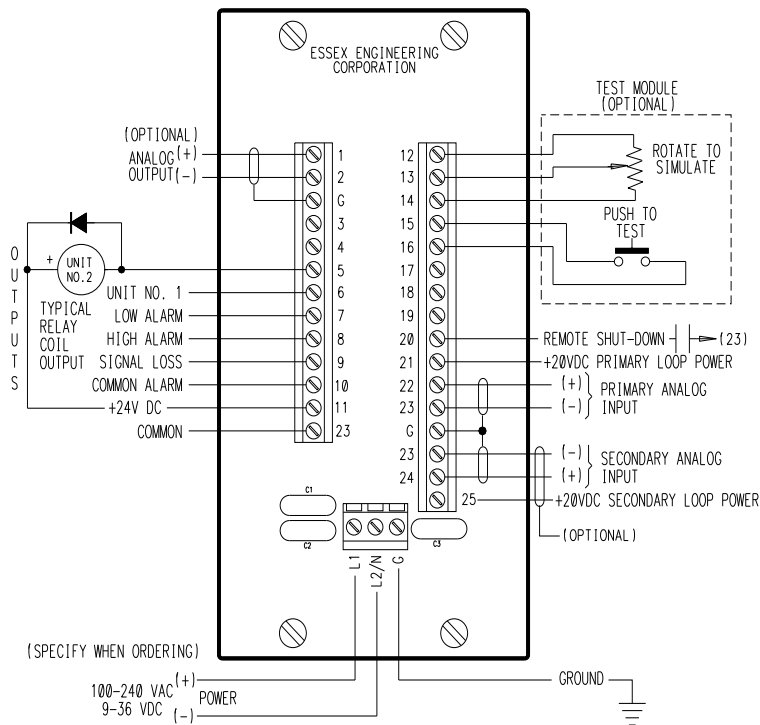 ESSEX ENGINEERING
CORPORATION
TEST MODULE
(OPTIONAL)
(OPTIONAL)
ANALOG (+)
OUTPUT (-)
1
2
G
3
4
5
6
7
8
9
10
11
23
12
13
14
15
16
17
18
19
20
21
22
23
G
23
24
25
ROTATE TO
SIMULATE
PUSH TO
TEST
OUTPUTS
+
UNIT
NO.2
TYPICAL
RELAY
COIL
OUTPUT
UNIT NO. 1
LOW ALARM
HIGH ALARM
SIGNAL LOSS
COMMON ALARM
+24V DC
COMMON
REMOTE SHUT-DOWN (23)
+20VDC PRIMARY LOOP POWER
(+) PRIMARY ANALOG
(-) INPUT
(-) SECONDARY ANALOG
(+) INPUT
+20VDC SECONDARY LOOP POWER
(OPTIONAL)
C1
C2
C3
L1
L2/N
G
(SPECIFY WHEN ORDERING)
100-240 VAC (+)
9-36 VDC (-)
POWER
GROUND